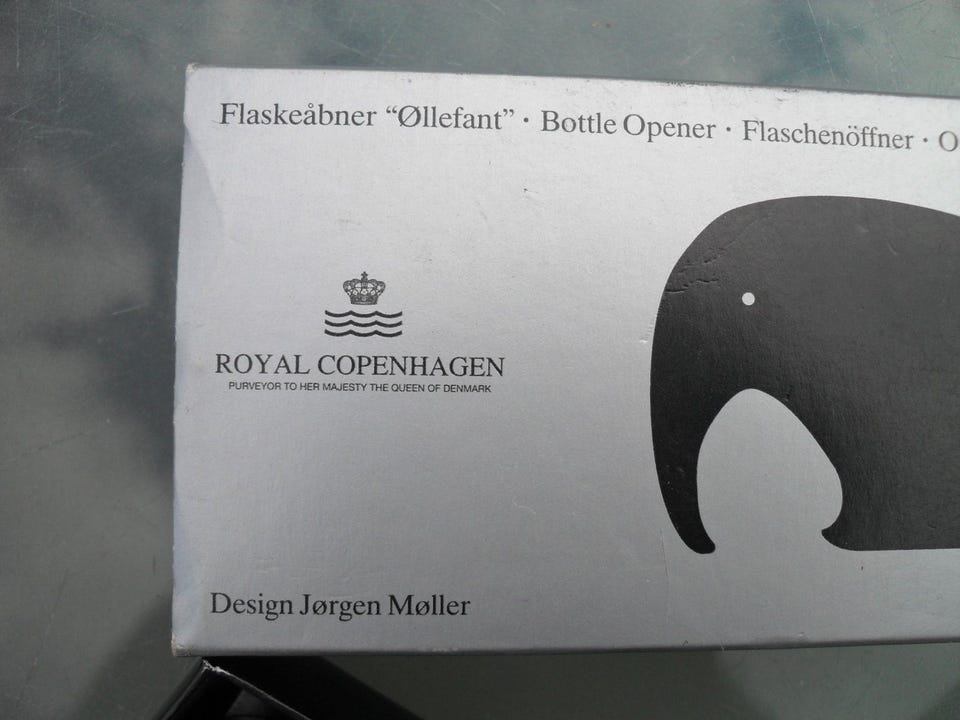 Flaskeåbner “Øllefant” · Bottle Opener · Flaschenöffner · O
ROYAL COPENHAGEN
PURVEYOR TO HER MAJESTY THE QUEEN OF DENMARK
Design Jørgen Møller